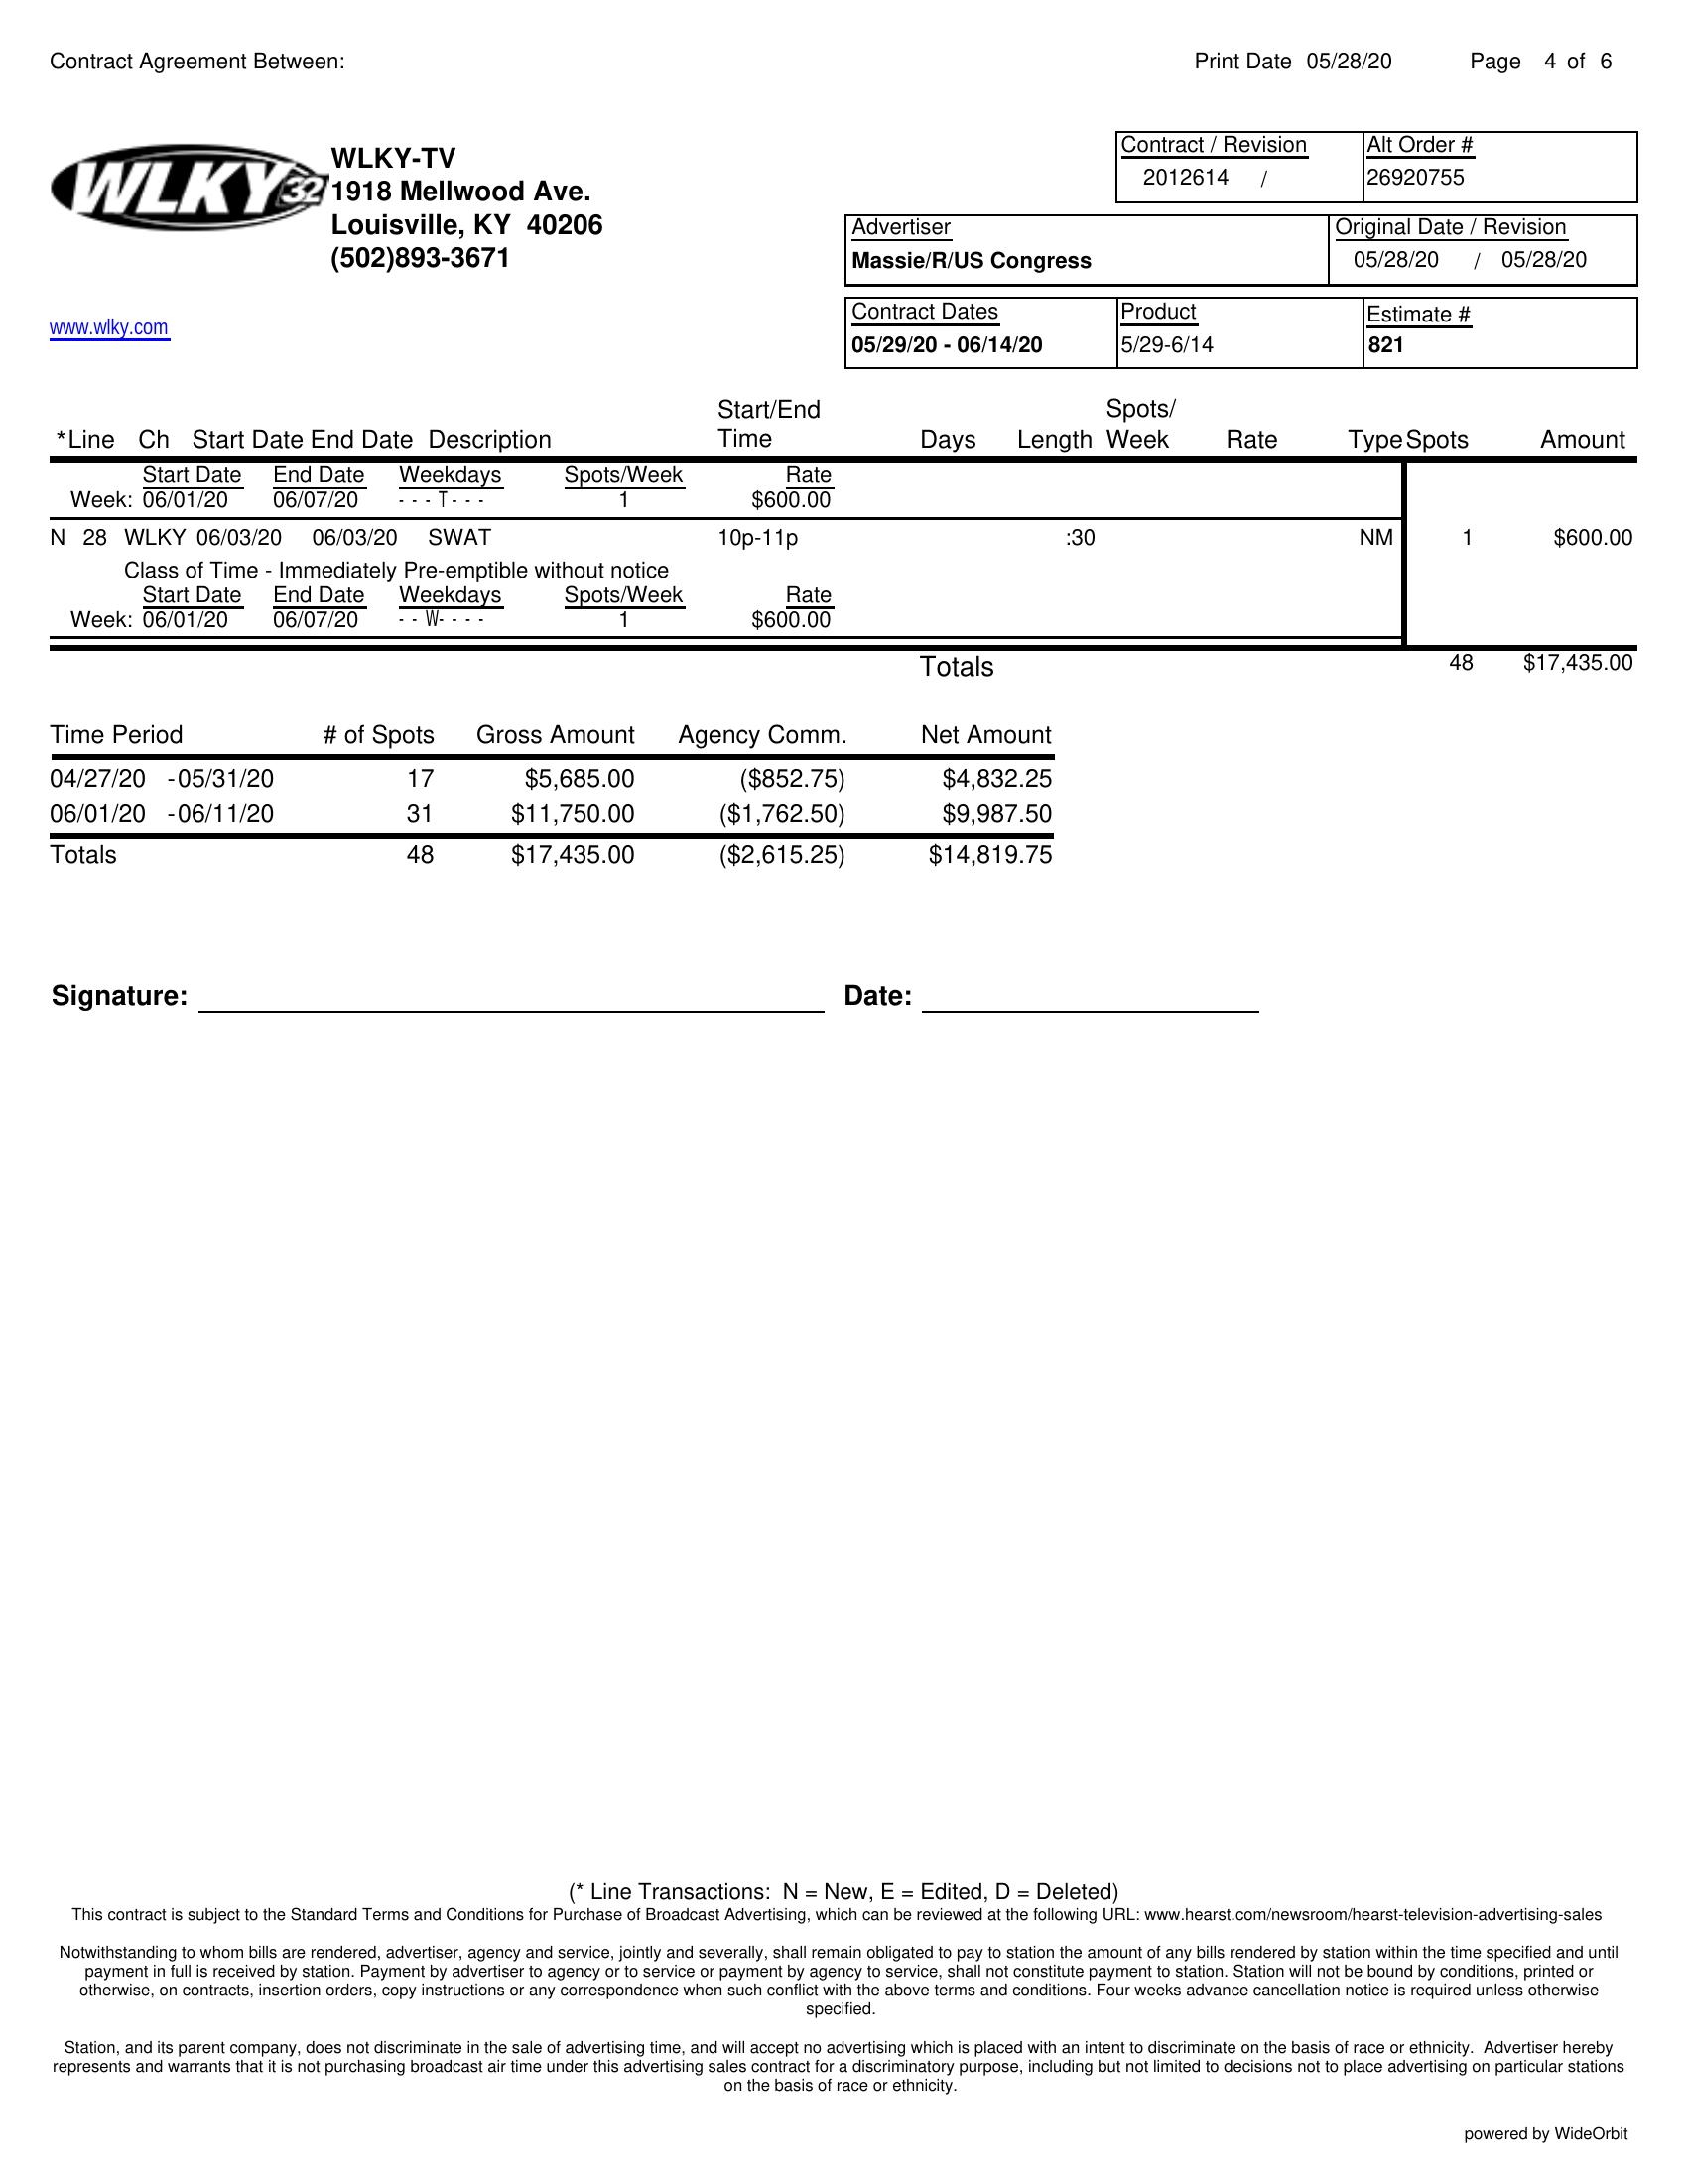 Contract Agreement Between:
Print Date 05/28/20 Page 4 of 6
WLKY 32
WLKY-TV
1918 Mellwood Ave.
Louisville, KY 40206
(502)893-3671
www.wlky.com
Contract / Revision Alt Order #
2012614 / 26920755
Advertiser Original Date / Revision
Massie/R/US Congress 05/28/20 / 05/28/20
Contract Dates Product Estimate #
05/29/20 - 06/14/20 5/29-6/14 821
Start/End Spots/
*Line Ch Start Date End Date Description Time Days Length Week Rate Type Spots Amount
Start Date End Date Weekdays Spots/Week Rate
Week: 06/01/20 06/07/20 - - - T - - - 1 $600.00
N 28 WLKY 06/03/20 06/03/20 SWAT 10p-11p :30 NM 1 $600.00
Class of Time - Immediately Pre-emptible without notice
Start Date End Date Weekdays Spots/Week Rate
Week: 06/01/20 06/07/20 - - W - - - - 1 $600.00
Totals 48 $17,435.00
Time Period # of Spots Gross Amount Agency Comm. Net Amount
04/27/20 -05/31/20 17 $5,685.00 ($852.75) $4,832.25
06/01/20 -06/11/20 31 $11,750.00 ($1,762.50) $9,987.50
Totals 48 $17,435.00 ($2,615.25) $14,819.75
Signature: Date:
(* Line Transactions: N = New, E = Edited, D = Deleted)
This contract is subject to the Standard Terms and Conditions for Purchase of Broadcast Advertising, which can be reviewed at the following URL: www.hearst.com/newsroom/hearst-television-advertising-sales
Notwithstanding to whom bills are rendered, advertiser, agency and service, jointly and severally, shall remain obligated to pay to station the amount of any bills rendered by station within the time specified and until
payment in full is received by station. Payment by advertiser to agency or to service or payment by agency to service, shall not constitute payment to station. Station will not be bound by conditions, printed or
otherwise, on contracts, insertion orders, copy instructions or any correspondence when such conflict with the above terms and conditions. Four weeks advance cancellation notice is required unless otherwise
specified.
Station, and its parent company, does not discriminate in the sale of advertising time, and will accept no advertising which is placed with an intent to discriminate on the basis of race or ethnicity. Advertiser hereby
represents and warrants that it is not purchasing broadcast air time under this advertising sales contract for a discriminatory purpose, including but not limited to decisions not to place advertising on particular stations
on the basis of race or ethnicity.
powered by WideOrbit